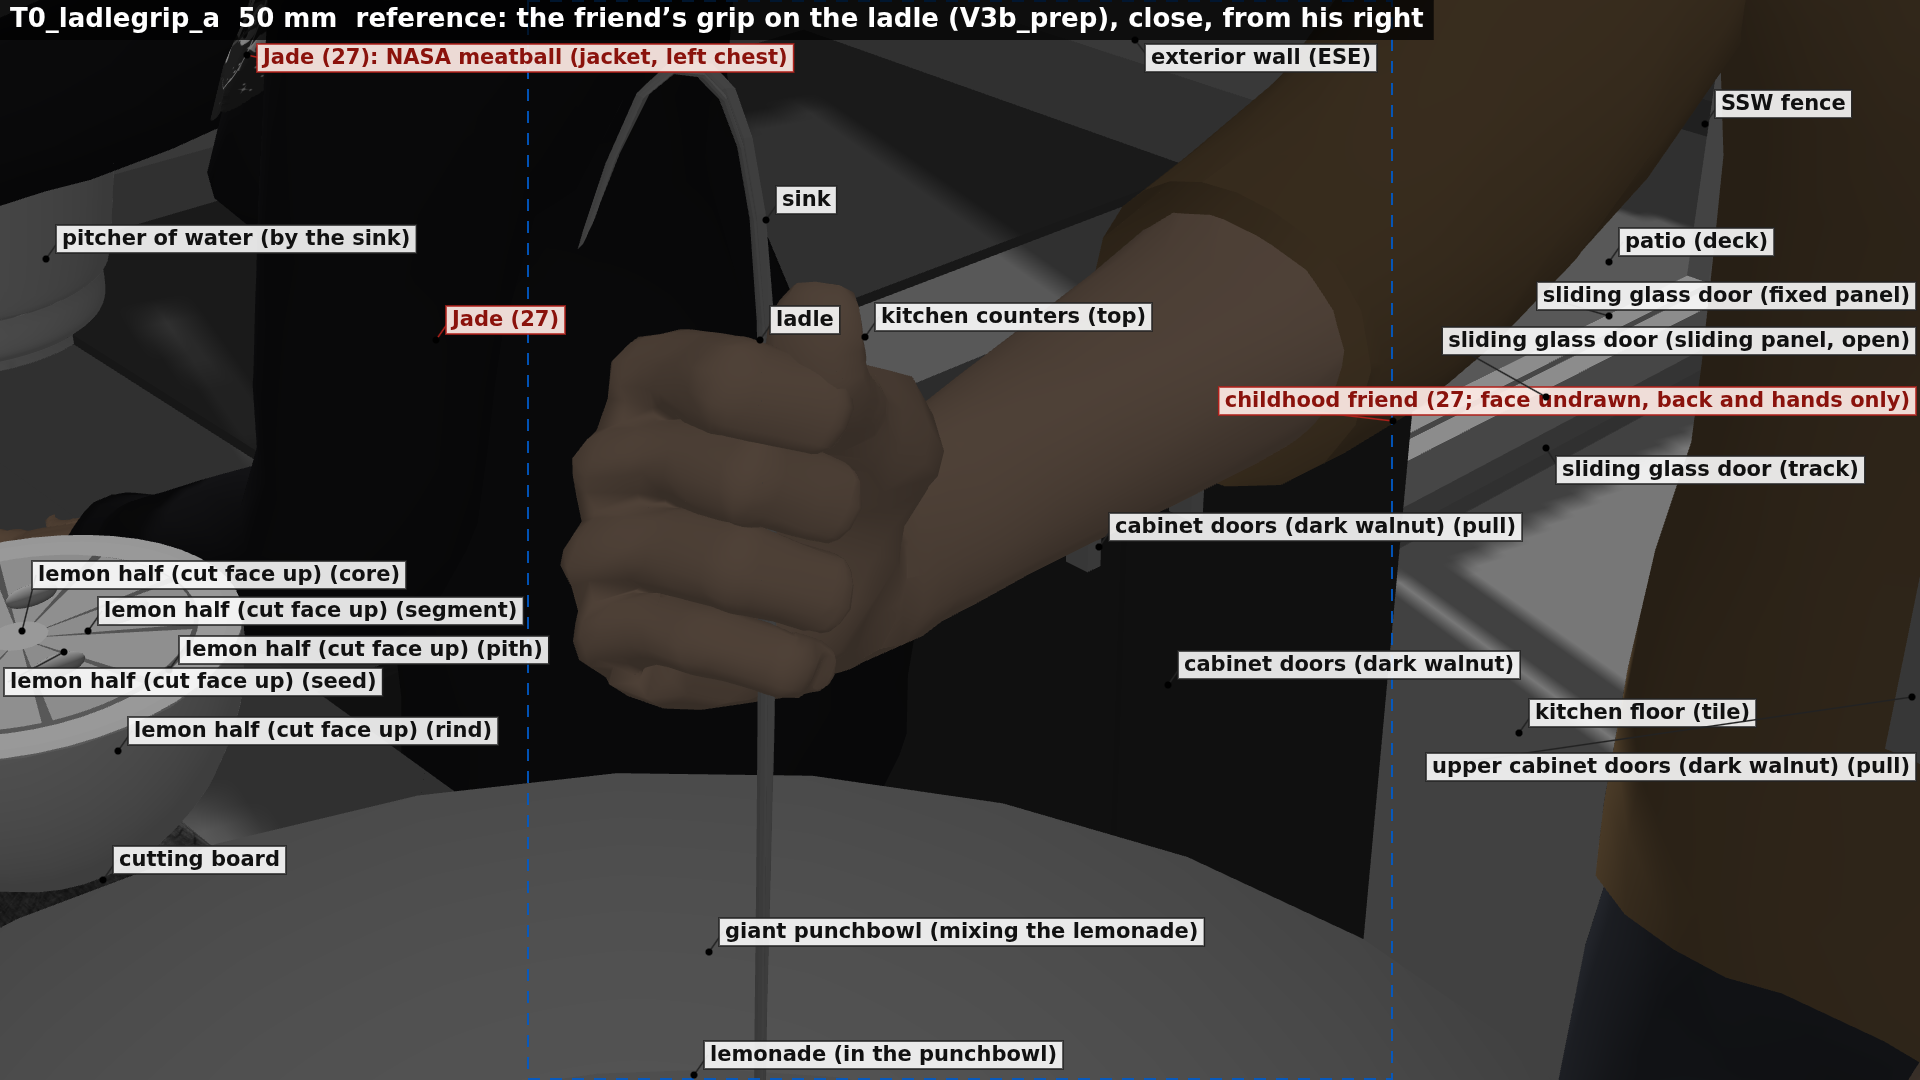 T0_ladlegrip_a  50 mm  reference: the friend’s grip on the ladle (V3b_prep), close, from his right
Jade (27): NASA meatball (jacket, left chest)
exterior wall (ESE)
SSW fence
sink
pitcher of water (by the sink)
patio (deck)
sliding glass door (fixed panel)
Jade (27)
ladle
kitchen counters (top)
sliding glass door (sliding panel, open)
childhood friend (27; face undrawn, back and hands only)
sliding glass door (track)
cabinet doors (dark walnut) (pull)
lemon half (cut face up) (core)
lemon half (cut face up) (segment)
lemon half (cut face up) (pith)
cabinet doors (dark walnut)
lemon half (cut face up) (seed)
kitchen floor (tile)
lemon half (cut face up) (rind)
upper cabinet doors (dark walnut) (pull)
cutting board
giant punchbowl (mixing the lemonade)
lemonade (in the punchbowl)